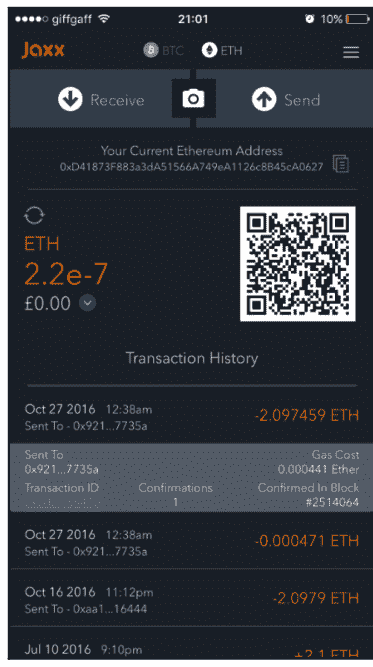 giffgaff 21:01 10%
Jaxx BTC ETH
Receive Send
Your Current Ethereum Address
0xD41873F883a3dA51566A749eA1126c8B45cA0627
ETH
2.2e-7
£0.00
Transaction History
Oct 27 2016 12:38am -2.097459 ETH
Sent To - 0x921...7735a
Sent To Gas Cost
0x921...7735a 0.000441 Ether
Transaction ID Confirmations Confirmed In Block
1 #2514064
Oct 27 2016 12:38am -0.000471 ETH
Sent To - 0x921...7735a
Oct 16 2016 11:12pm -2.0979 ETH
Sent To - 0xaa1...16444
Jul 10 2016 9:10pm +2.1 ETH